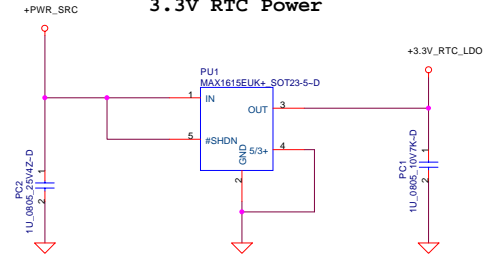 3.3V RTC Power
+PWR_SRC
+3.3V_RTC_LDO
PU1
MAX1615EUK+_SOT23-5~D
1
IN
OUT
3
5
#SHDN
5/3+
4
GND
2
PC2
1U_0805_25V4Z~D
1
2
PC1
1U_0805_10V7K~D
1
2